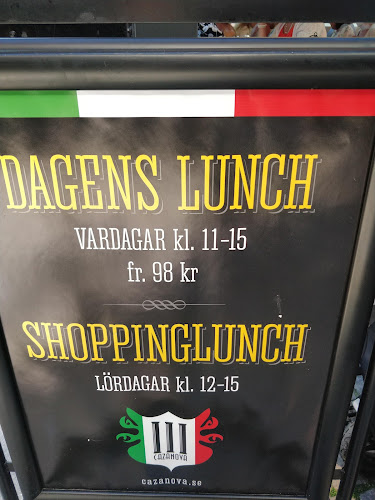 DAGENS LUNCH
VARDAGAR kl. 11-15
fr. 98 kr
SHOPPINGLUNCH
LÖRDAGAR kl. 12-15
CAZANOVA
cazanova.se